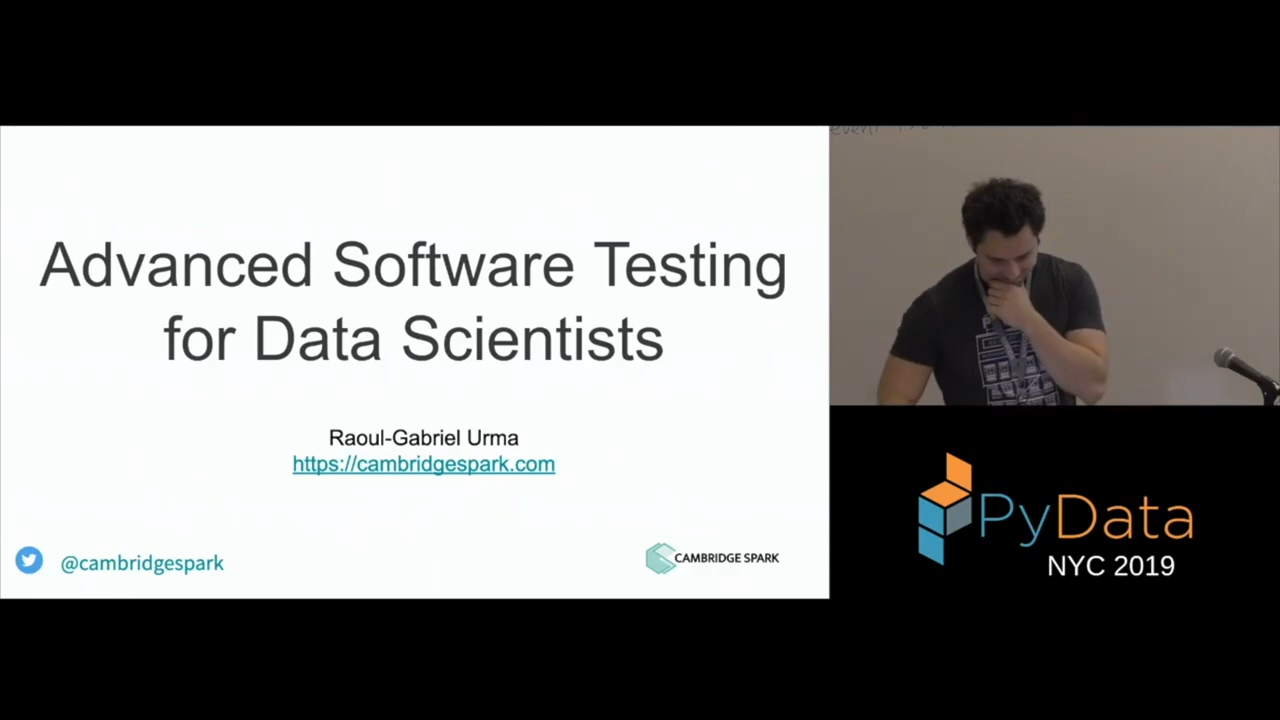 Advanced Software Testing
for Data Scientists
Raoul-Gabriel Urma
https://cambridgespark.com
@cambridgespark
CAMBRIDGE SPARK
PyData
NYC 2019